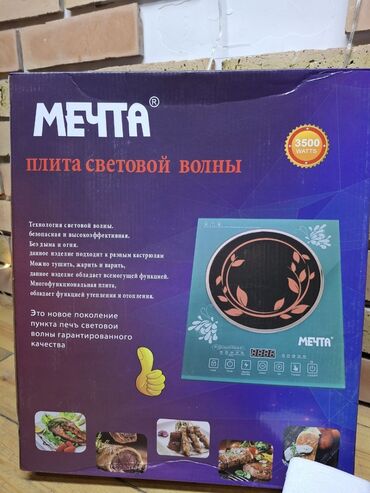 МЕЧТА®
ПЛИТА СВЕТОВОЙ ВОЛНЫ
3500
WATTS
Технология световой волны.
безопасная и высокоэффективная.
Без дыма и огня.
данное изделие подходит к разным кастрюлям
Можно тушить, жарить и варить,
данное изделие обладает всемогущей функцией.
Многофункциональная плита,
обладает функцией утепления и отопления.
Это новое поколение
пункта печь световои
волны гарантированного
качества
МЕЧТА®